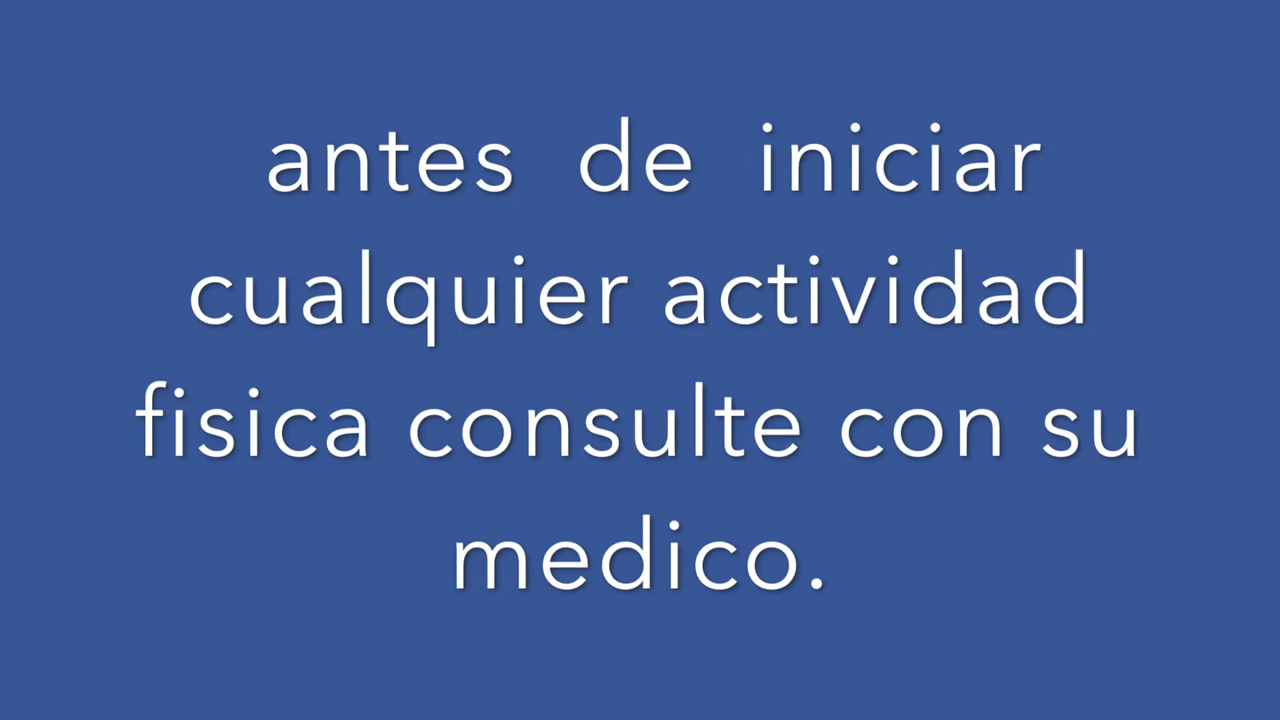 antes de iniciar
cualquier actividad
fisica consulte con su
medico.